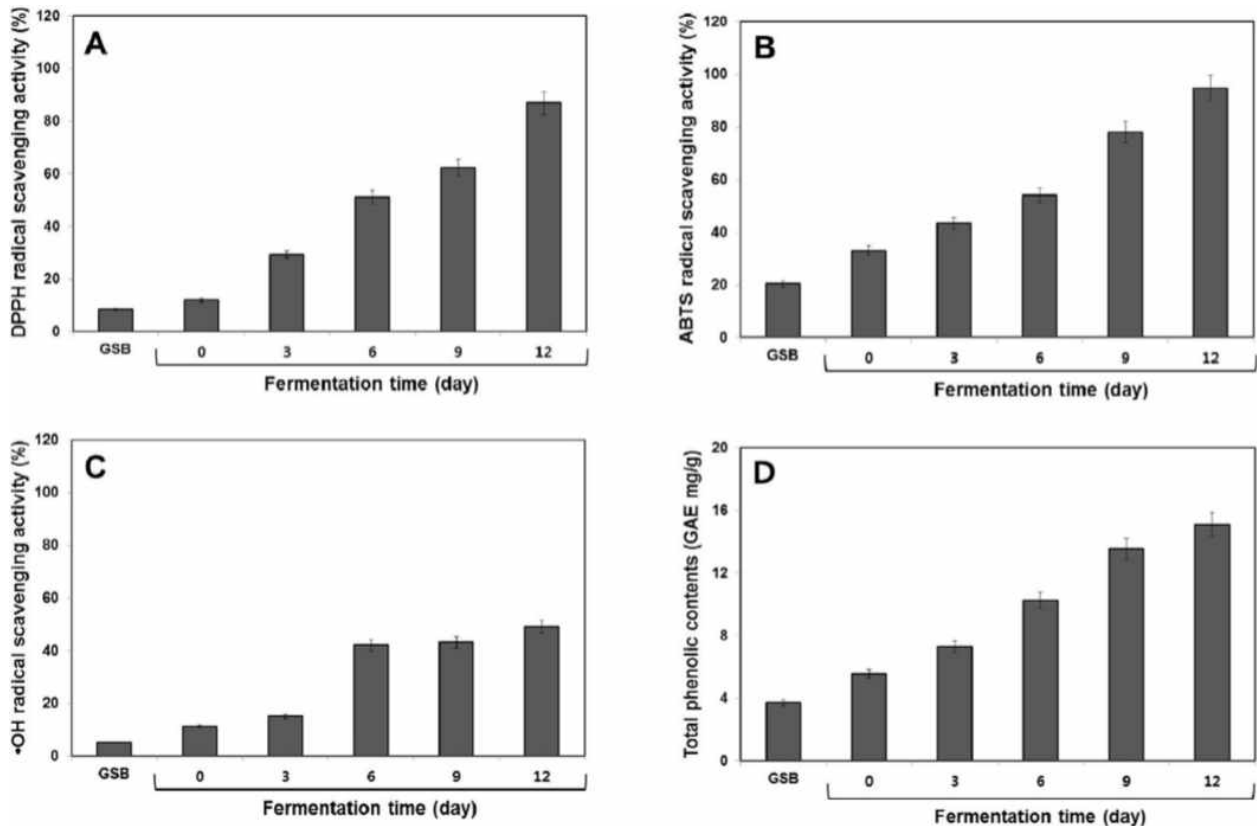 A
DPPH radical scavenging activity (%)
120
100
80
60
40
20
0
GSB 0 3 6 9 12
Fermentation time (day)
B
ABTS radical scavenging activity (%)
120
100
80
60
40
20
0
GSB 0 3 6 9 12
Fermentation time (day)
C
•OH radical scavenging activity (%)
120
100
80
60
40
20
0
GSB 0 3 6 9 12
Fermentation time (day)
D
Total phenolic contents (GAE mg/g)
20
16
12
8
4
0
GSB 0 3 6 9 12
Fermentation time (day)